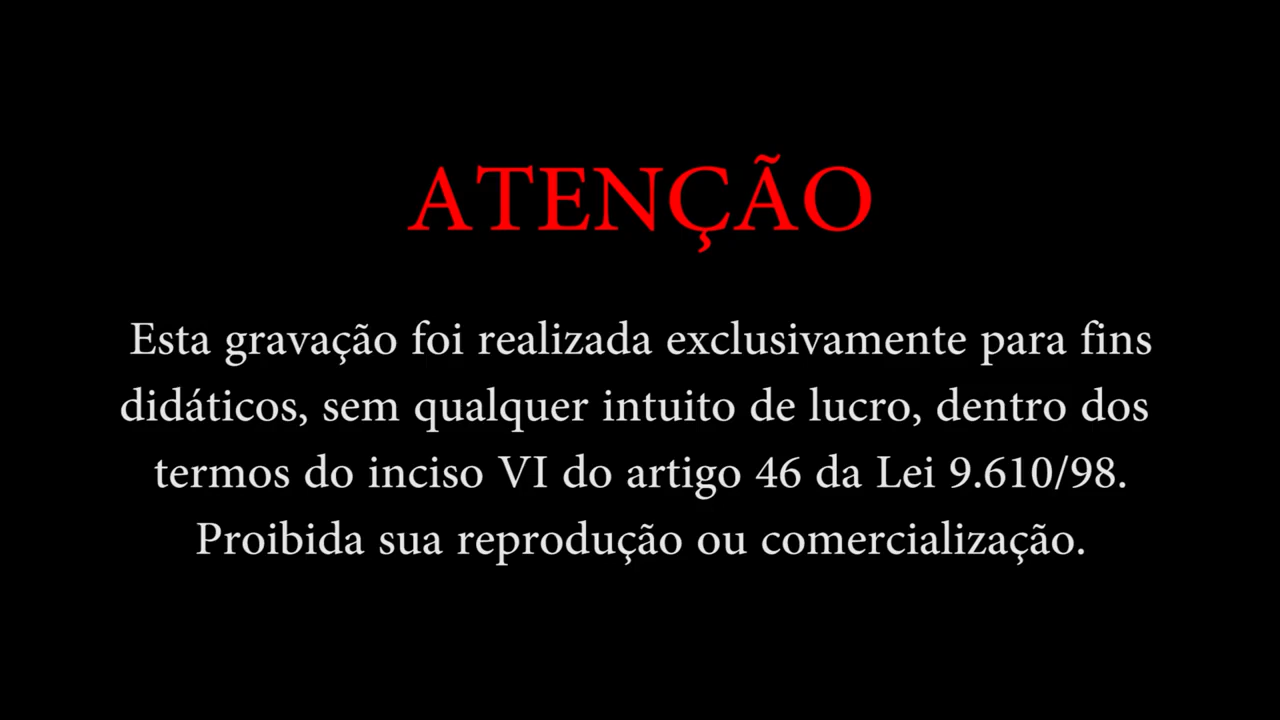 ATENÇÃO
Esta gravação foi realizada exclusivamente para fins
didáticos, sem qualquer intuito de lucro, dentro dos
termos do inciso VI do artigo 46 da Lei 9.610/98.
Proibida sua reprodução ou comercialização.